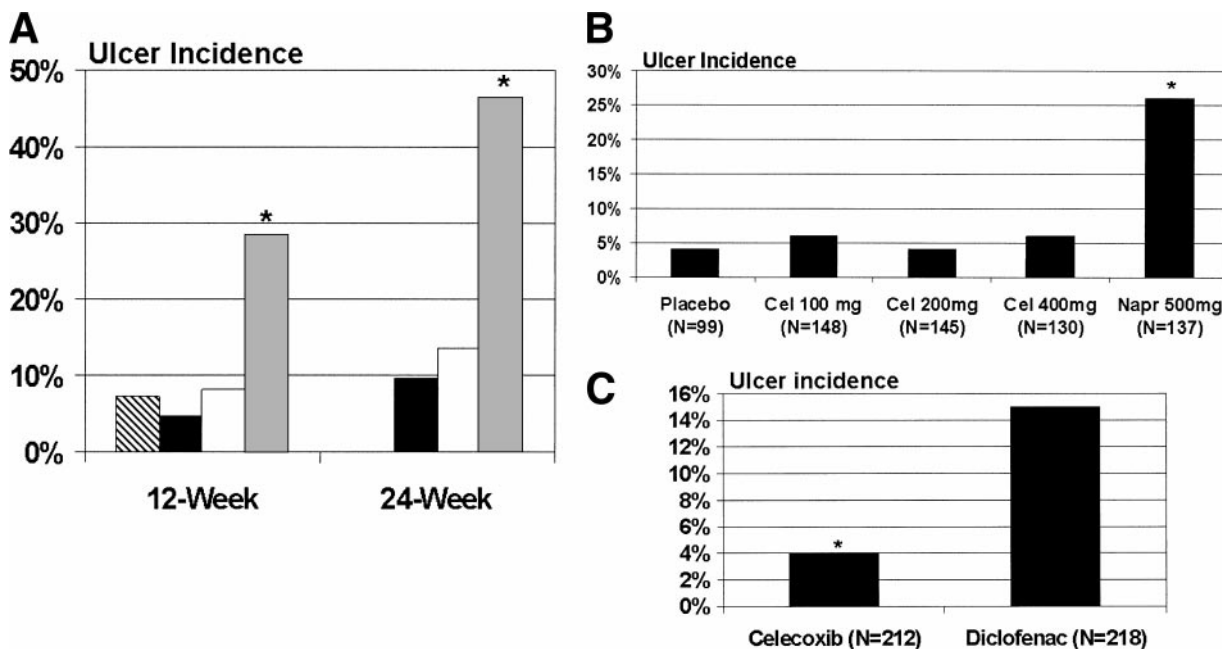 A
Ulcer Incidence
50%
40%
30%
20%
10%
0%
*
*
12-Week 24-Week
B
Ulcer Incidence
30%
25%
20%
15%
10%
5%
0%
*
Placebo Cel 100 mg Cel 200mg Cel 400mg Napr 500mg
(N=99) (N=148) (N=145) (N=130) (N=137)
C
Ulcer incidence
16%
14%
12%
10%
8%
6%
4%
2%
0%
*
Celecoxib (N=212) Diclofenac (N=218)